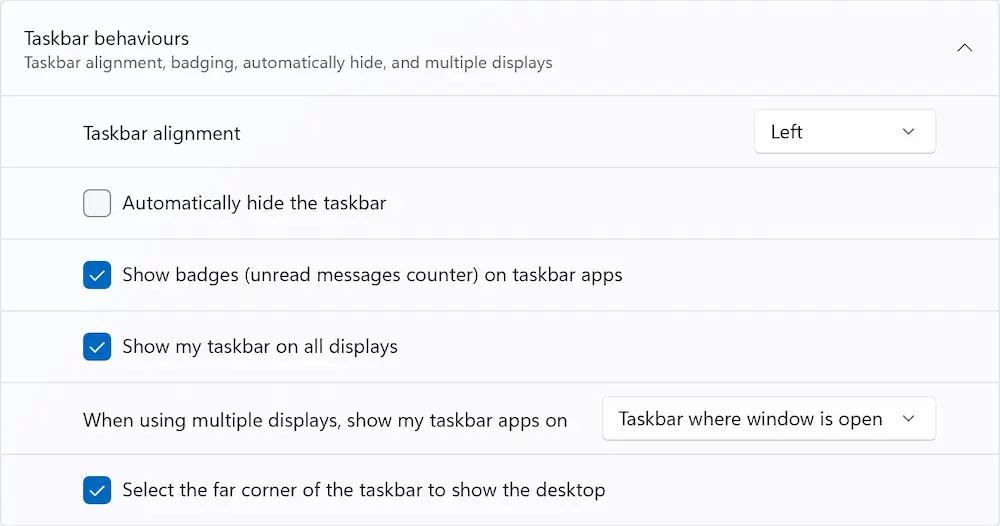 Taskbar behaviours
Taskbar alignment, badging, automatically hide, and multiple displays
Taskbar alignment
Left
Automatically hide the taskbar
Show badges (unread messages counter) on taskbar apps
Show my taskbar on all displays
When using multiple displays, show my taskbar apps on
Taskbar where window is open
Select the far corner of the taskbar to show the desktop